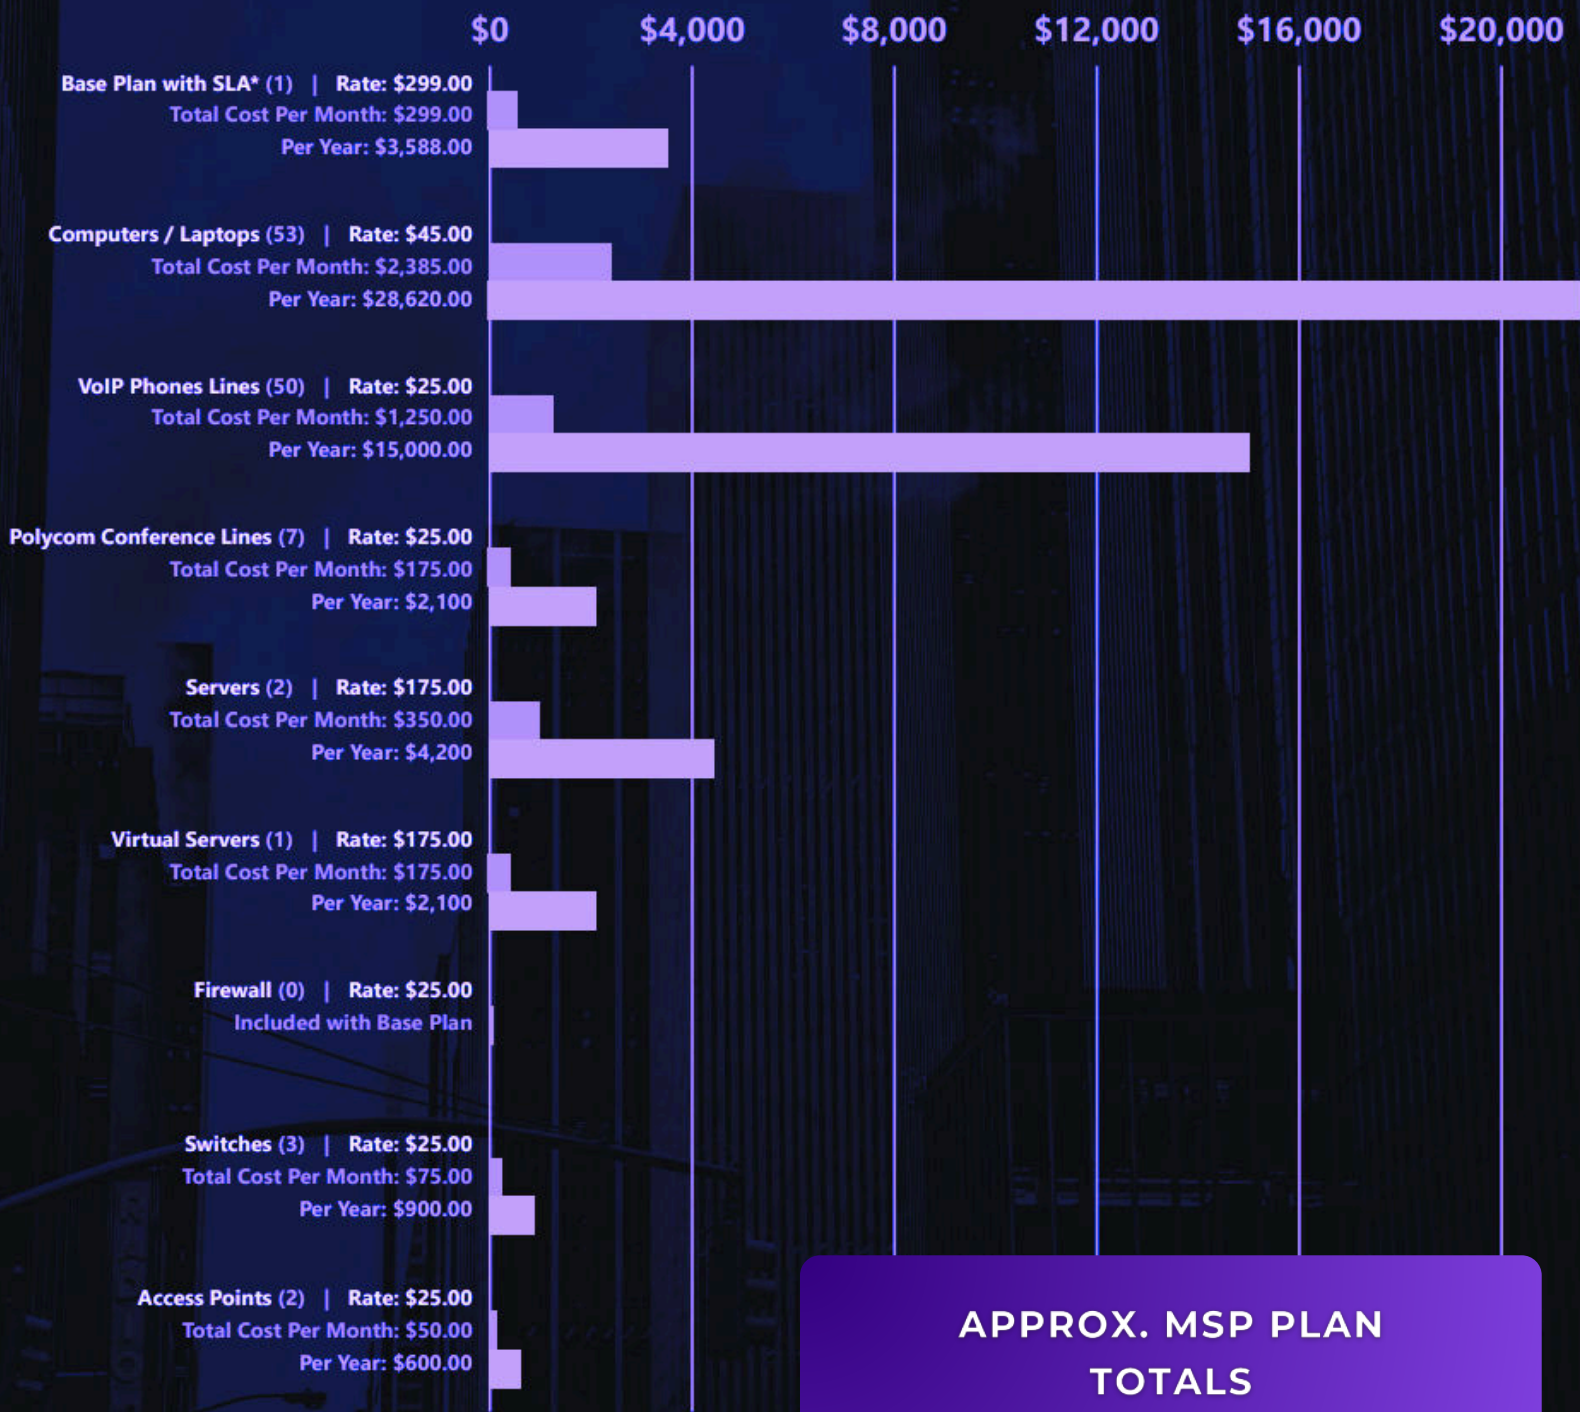 $0 $4,000 $8,000 $12,000 $16,000 $20,000
Base Plan with SLA* (1) | Rate: $299.00
Total Cost Per Month: $299.00
Per Year: $3,588.00
Computers / Laptops (53) | Rate: $45.00
Total Cost Per Month: $2,385.00
Per Year: $28,620.00
VoIP Phones Lines (50) | Rate: $25.00
Total Cost Per Month: $1,250.00
Per Year: $15,000.00
Polycom Conference Lines (7) | Rate: $25.00
Total Cost Per Month: $175.00
Per Year: $2,100
Servers (2) | Rate: $175.00
Total Cost Per Month: $350.00
Per Year: $4,200
Virtual Servers (1) | Rate: $175.00
Total Cost Per Month: $175.00
Per Year: $2,100
Firewall (0) | Rate: $25.00
Included with Base Plan
Switches (3) | Rate: $25.00
Total Cost Per Month: $75.00
Per Year: $900.00
Access Points (2) | Rate: $25.00
Total Cost Per Month: $50.00
Per Year: $600.00
APPROX. MSP PLAN
TOTALS